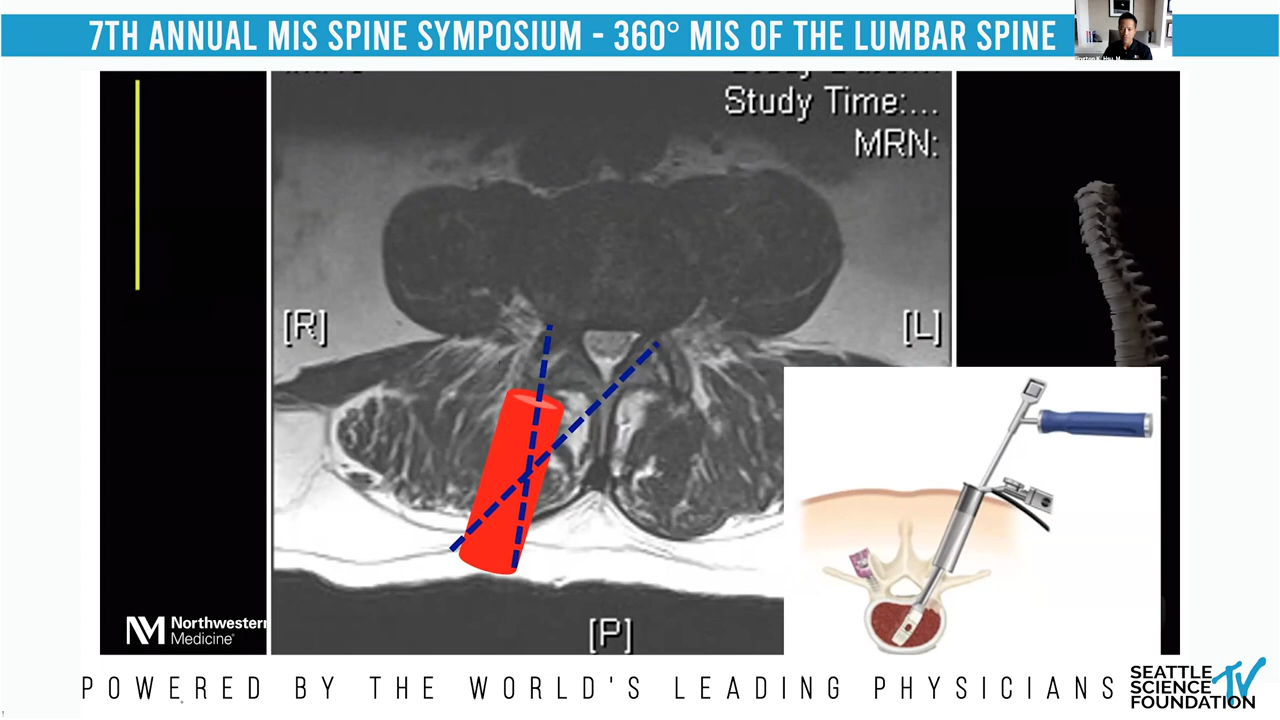 7TH ANNUAL MIS SPINE SYMPOSIUM - 360° MIS OF THE LUMBAR SPINE
Study Time:...
MRN:
[R]
[L]
[P]
Northwestern
Medicine
POWERED BY THE WORLD'S LEADING PHYSICIANS
SEATTLE
SCIENCE
FOUNDATION
TV